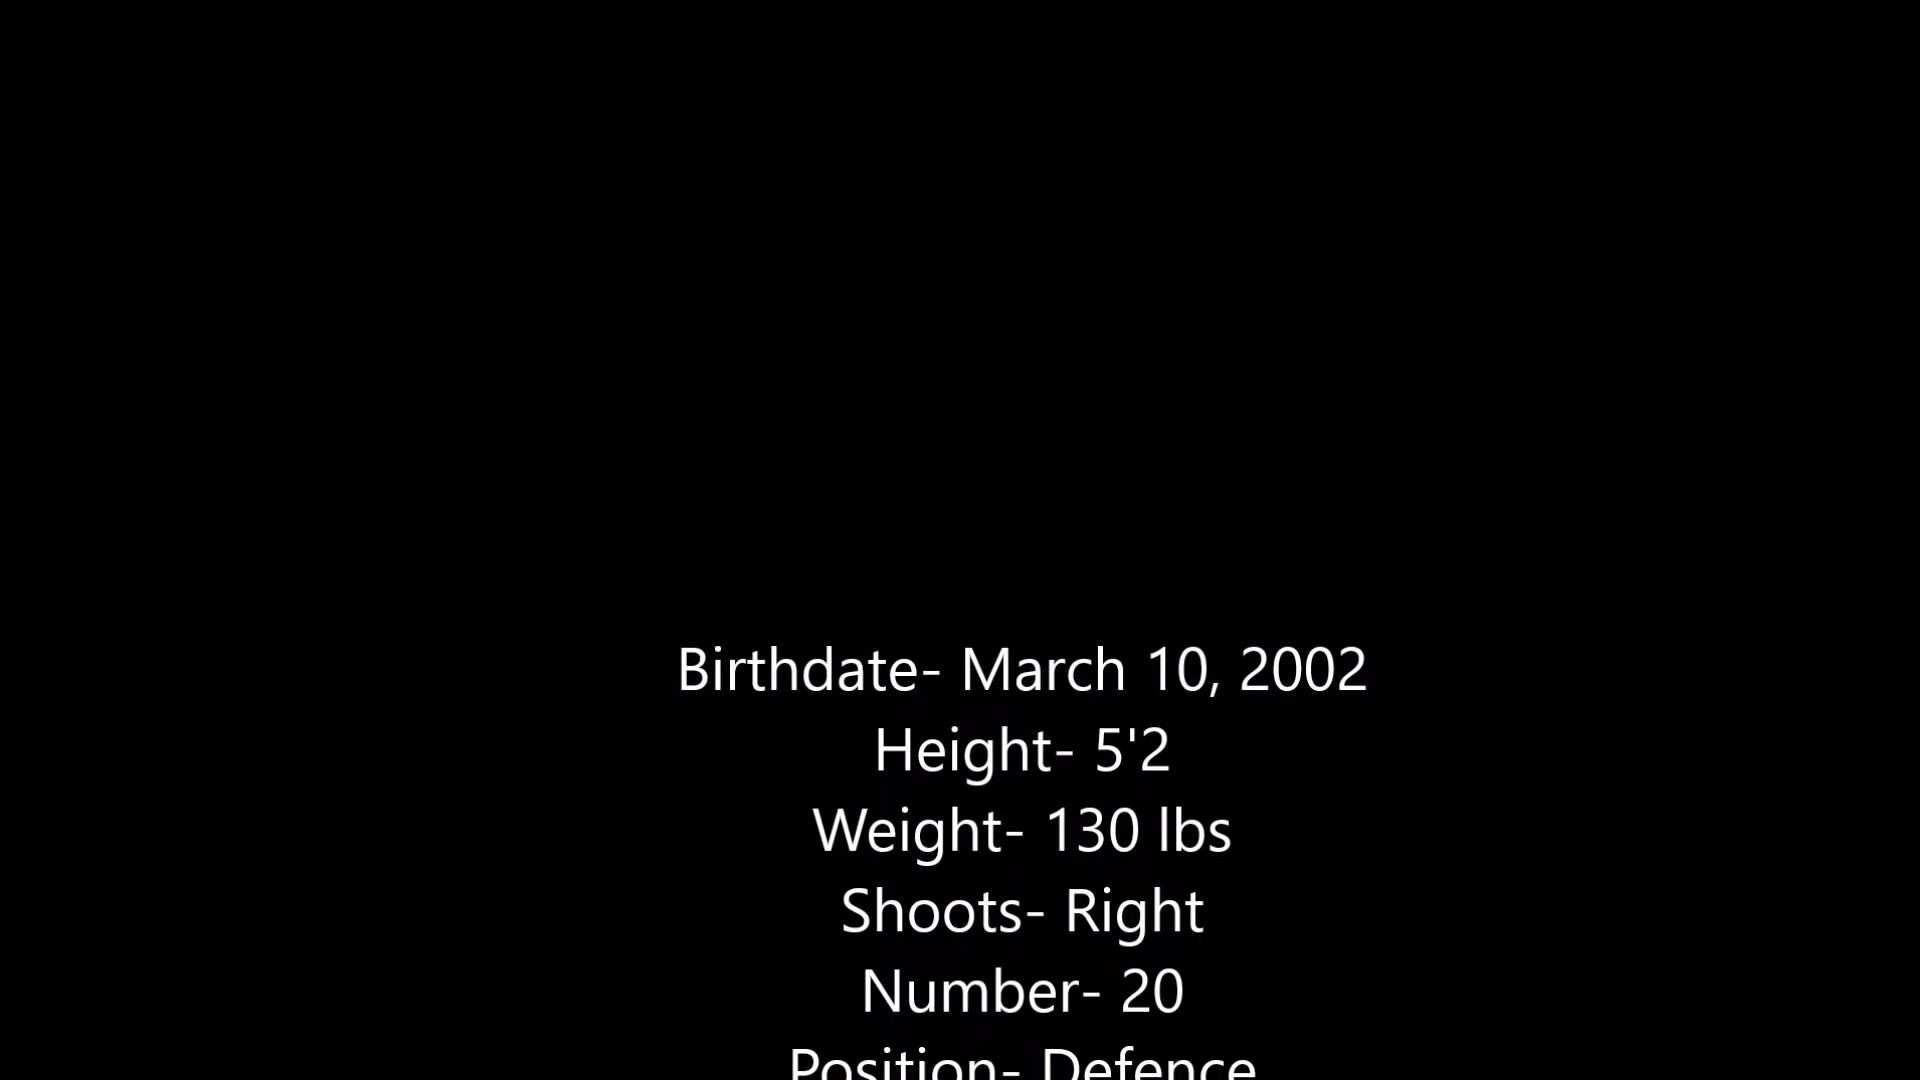 Birthdate- March 10, 2002
Height- 5'2
Weight- 130 lbs
Shoots- Right
Number- 20
Position- Defence